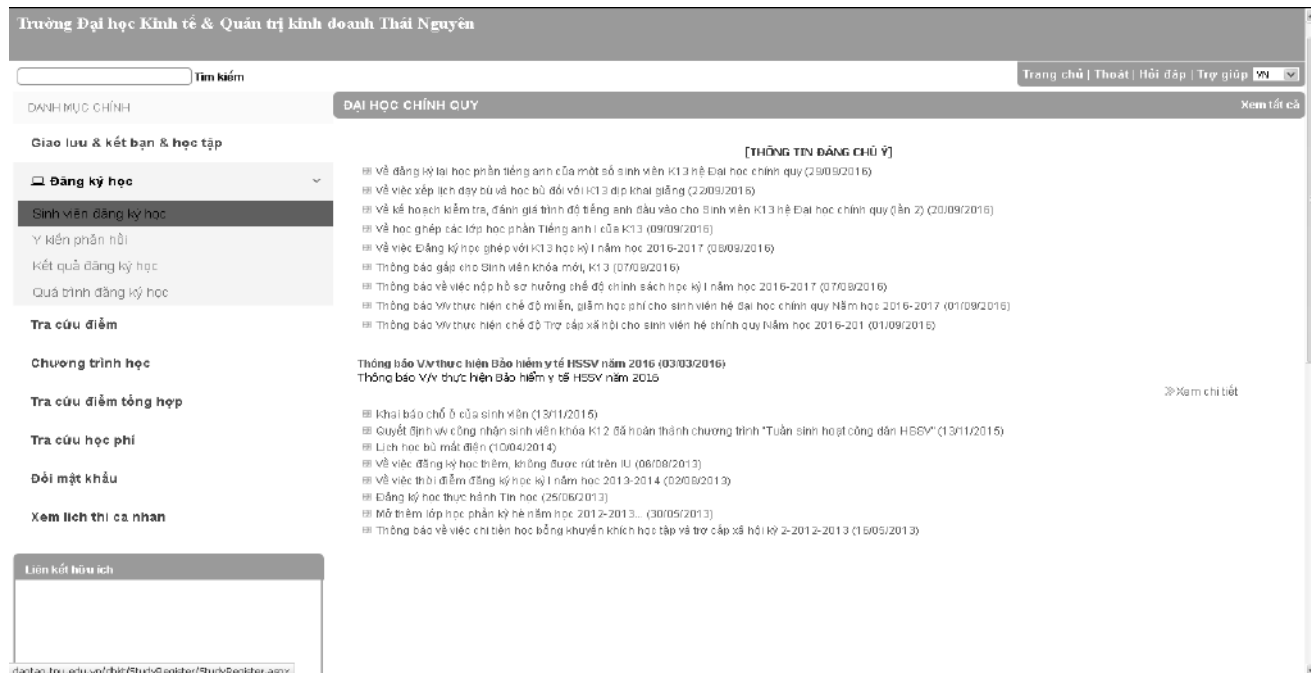 Trường Đại học Kinh tế & Quản trị kinh doanh Thái Nguyên
Tìm kiếm
Trang chủ | Thoát | Hỏi đáp | Trợ giúp VN
DANH MỤC CHÍNH
Giao lưu & kết bạn & học tập
Đăng ký học
Sinh viên đăng ký học
Ý kiến phản hồi
Kết quả đăng ký học
Quá trình đăng ký học
Tra cứu điểm
Chương trình học
Tra cứu điểm tổng hợp
Tra cứu học phí
Đổi mật khẩu
Xem lich thi ca nhan
Liên kết hữu ích
ĐẠI HỌC CHÍNH QUY
Xem tất cả
[THÔNG TIN ĐÁNG CHÚ Ý]
Về đăng ký lại học phần tiếng anh của một số sinh viên K13 hệ Đại học chính quy (29/09/2016)
Về việc xếp lịch dạy bù và học bù đối với K13 dịp khai giảng (22/09/2016)
Về kế hoạch kiểm tra, đánh giá trình độ tiếng anh đầu vào cho Sinh viên K13 hệ Đại học chính quy (lần 2) (20/09/2016)
Về học ghép các lớp học phần Tiếng anh I của K13 (09/09/2016)
Về việc Đăng ký học ghép với K13 học kỳ I năm học 2016-2017 (08/09/2016)
Thông báo gấp cho Sinh viên khóa mới, K13 (07/09/2016)
Thông báo về việc nộp hồ sơ hưởng chế độ chính sách học kỳ I năm học 2016-2017 (07/09/2016)
Thông báo V/v thực hiện chế độ miễn, giảm học phí cho sinh viên hệ đại học chính quy Năm học 2016-2017 (01/09/2016)
Thông báo V/v thực hiện chế độ Trợ cấp xã hội cho sinh viên hệ chính quy Năm học 2016-201 (01/09/2016)
Thông báo V/v thực hiện Bảo hiểm y tế HSSV năm 2016 (03/03/2016)
Thông báo V/v thực hiện Bảo hiểm y tế HSSV năm 2016
≫Xem chi tiết
Khai báo chổ ở của sinh viên (13/11/2015)
Quyết định v/v công nhận sinh viên khóa K12 đã hoàn thành chương trình "Tuần sinh hoạt công dân HSSV" (13/11/2015)
Lịch học bù mất điện (10/04/2014)
Về việc đăng ký học thêm, không được rút trên IU (06/08/2013)
Về việc thời điểm đăng ký học kỳ I năm học 2013-2014 (02/08/2013)
Đăng ký học thực hành Tin học (25/06/2013)
Mở thêm lớp học phần kỳ hè năm học 2012-2013... (30/05/2013)
Thông báo về việc chi tiền học bổng khuyến khích học tập và trợ cấp xã hội kỳ 2-2012-2013 (16/05/2013)